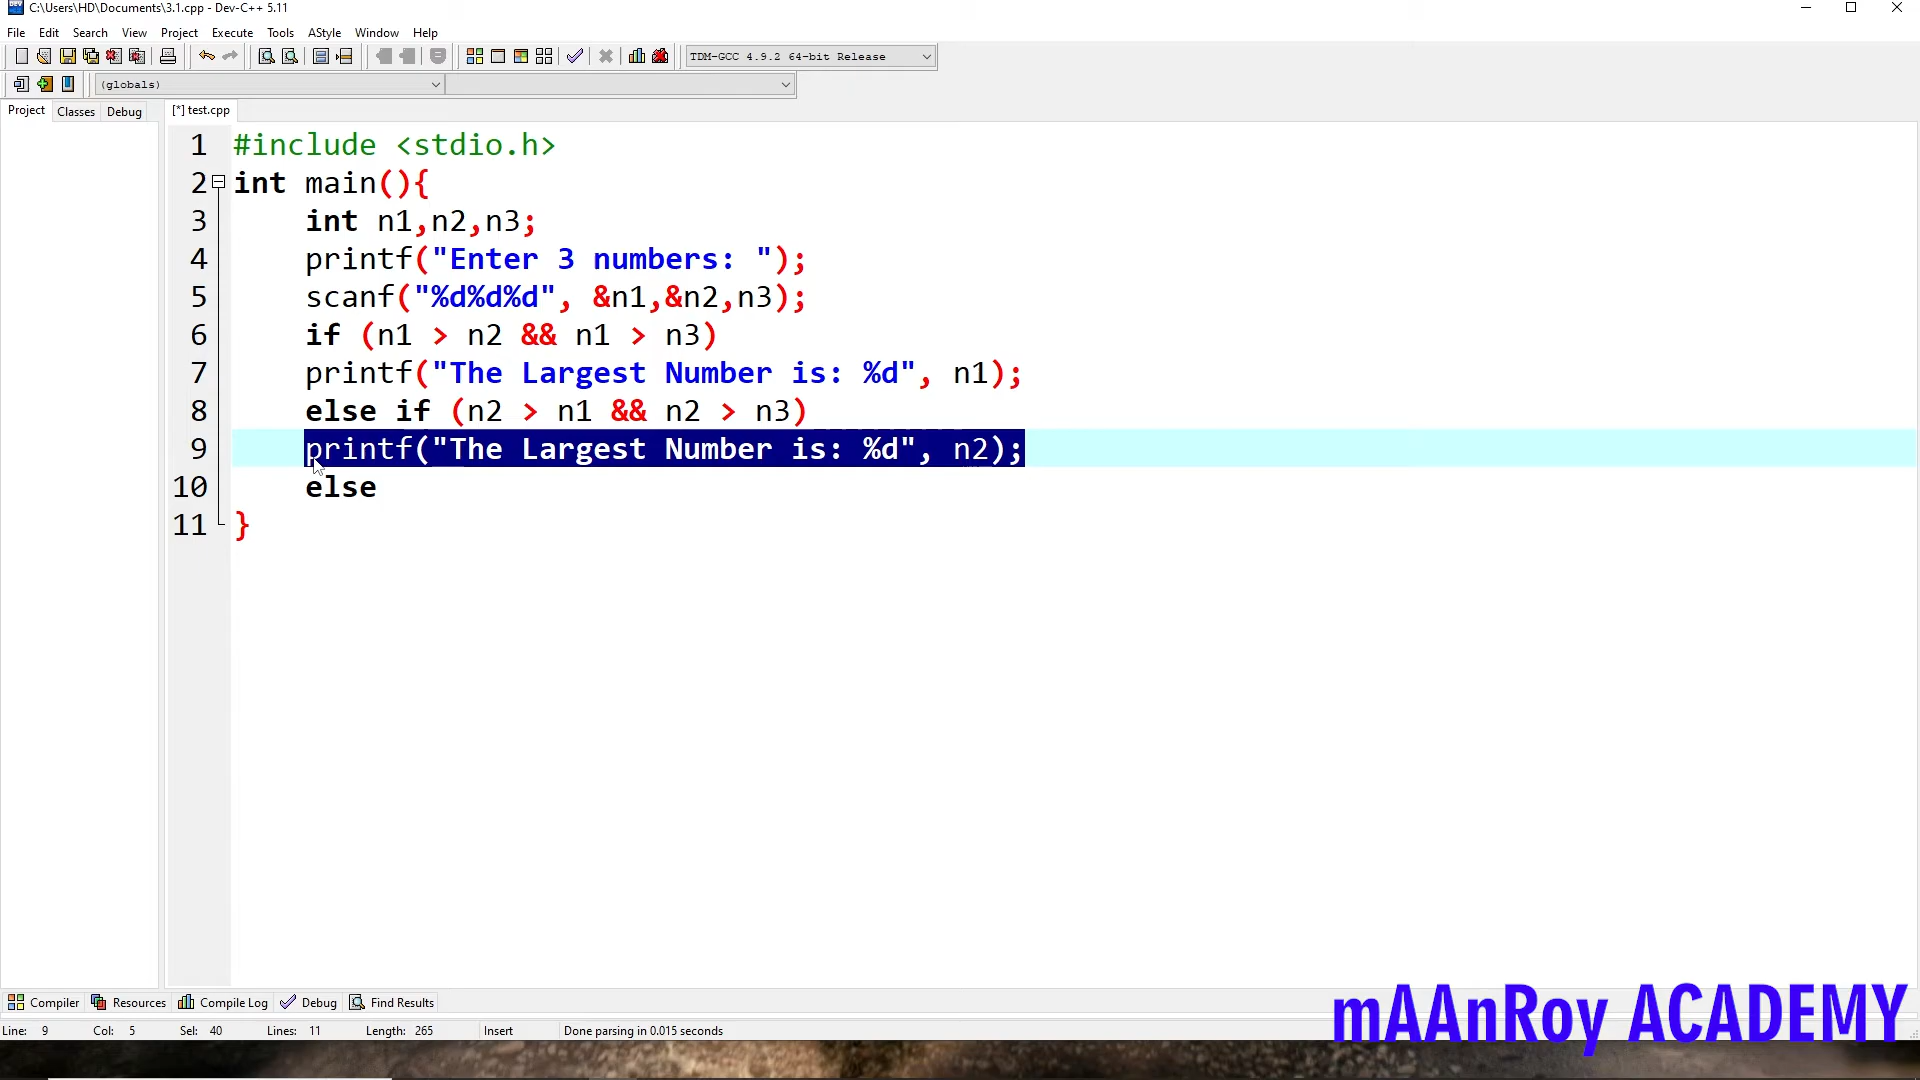 C:\Users\HD\Documents\3.1.cpp - Dev-C++ 5.11
File Edit Search View Project Execute Tools AStyle Window Help
TDM-GCC 4.9.2 64-bit Release
(globals)
Project Classes Debug [*] test.cpp
1 #include <stdio.h>
2 int main(){
3 int n1,n2,n3;
4 printf("Enter 3 numbers: ");
5 scanf("%d%d%d", &n1,&n2,n3);
6 if (n1 > n2 && n1 > n3)
7 printf("The Largest Number is: %d", n1);
8 else if (n2 > n1 && n2 > n3)
9 printf("The Largest Number is: %d", n2);
10 else
11 }
Compiler Resources Compile Log Debug Find Results
Line: 9 Col: 5 Sel: 40 Lines: 11 Length: 265 Insert Done parsing in 0.015 seconds
mAAnRoy ACADEMY